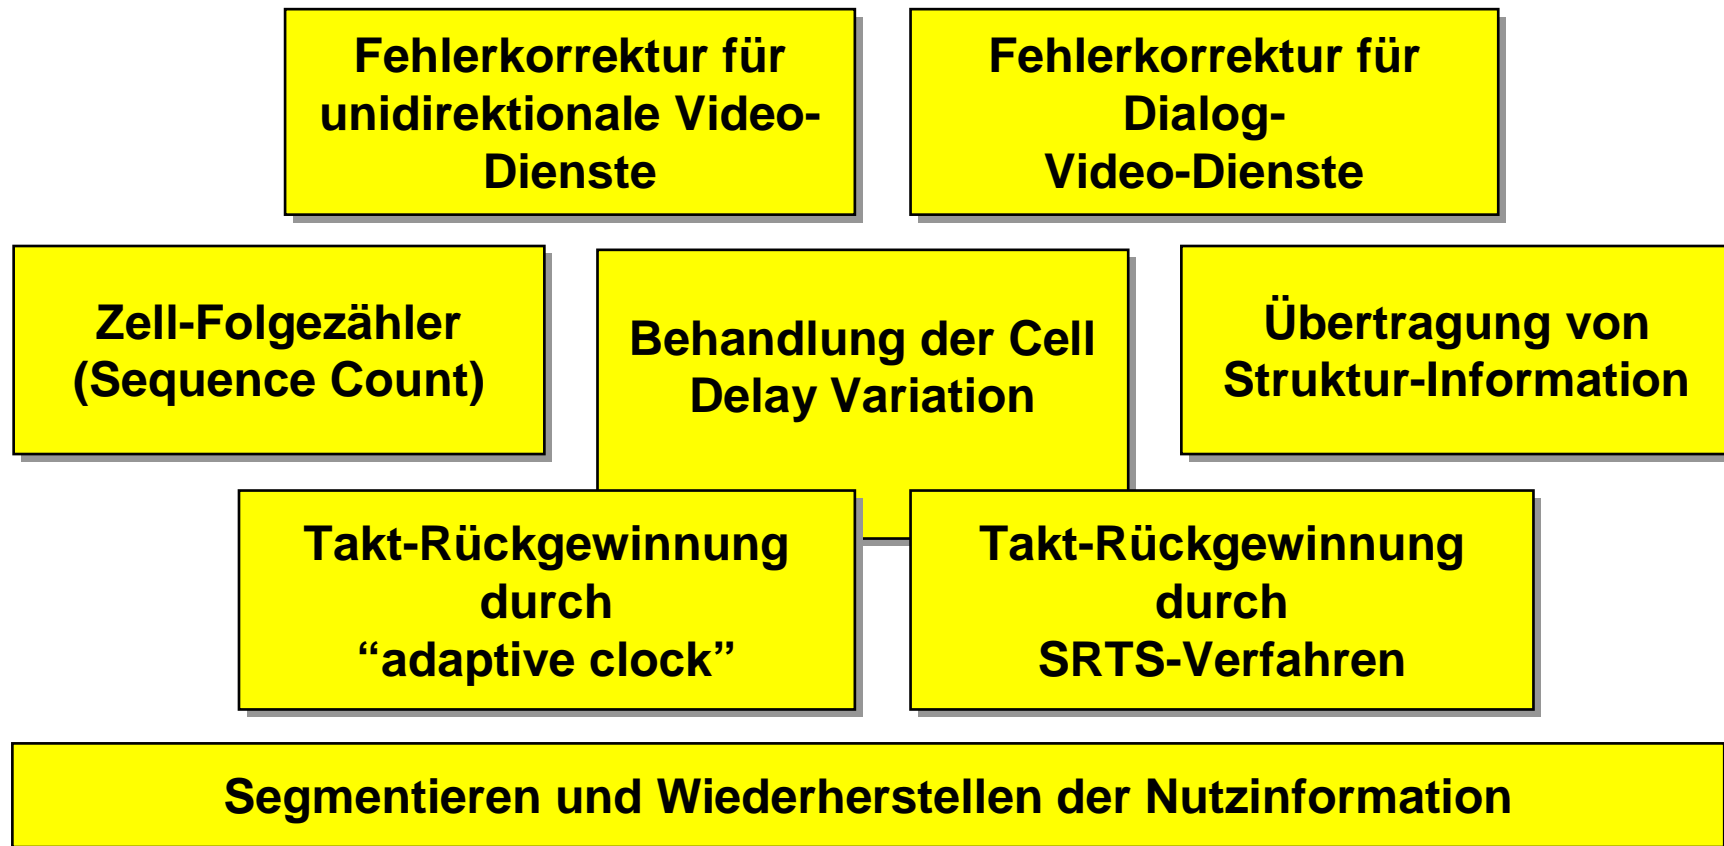 Fehlerkorrektur für
unidirektionale Video-
Dienste
Fehlerkorrektur für
Dialog-
Video-Dienste
Zell-Folgezähler
(Sequence Count)
Behandlung der Cell
Delay Variation
Übertragung von
Struktur-Information
Takt-Rückgewinnung
durch
“adaptive clock”
Takt-Rückgewinnung
durch
SRTS-Verfahren
Segmentieren und Wiederherstellen der Nutzinformation